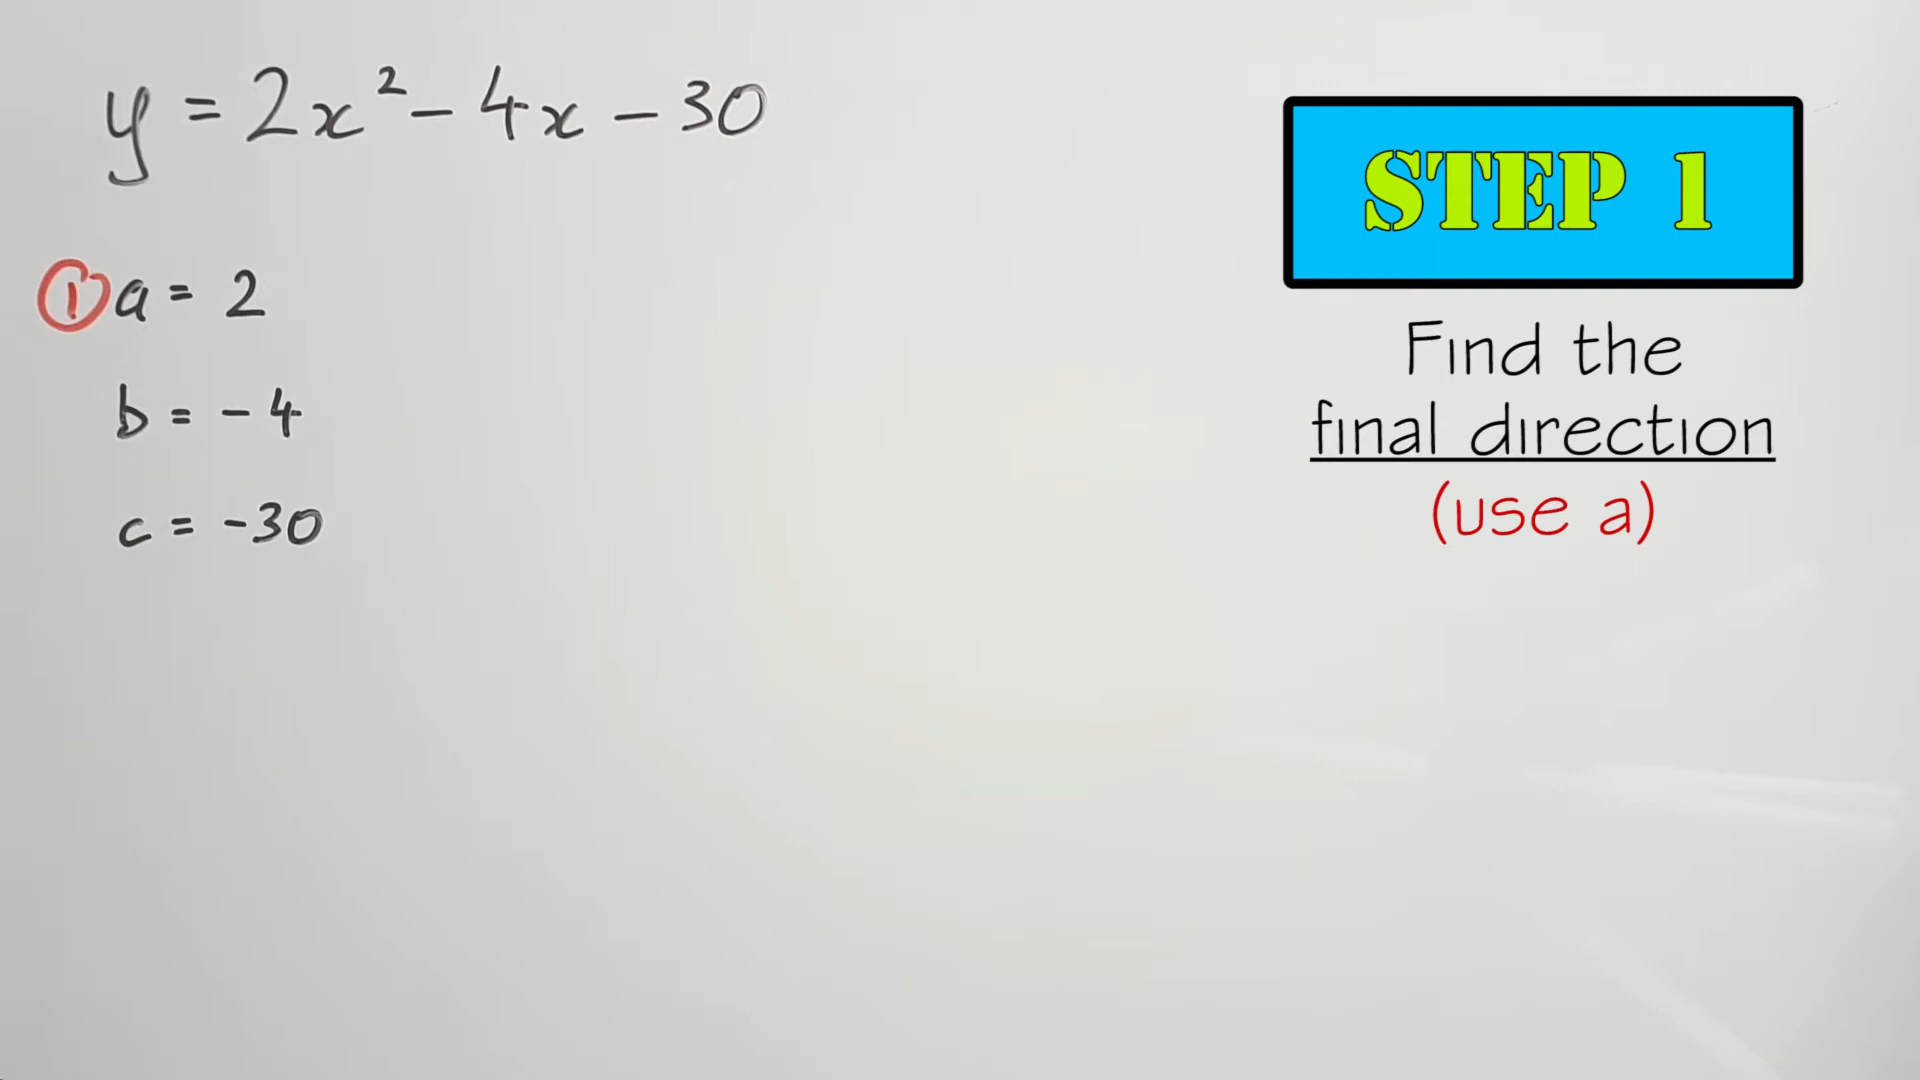 y = 2x² - 4x - 30
① a = 2
b = -4
c = -30
STEP 1
Find the
final direction
(use a)